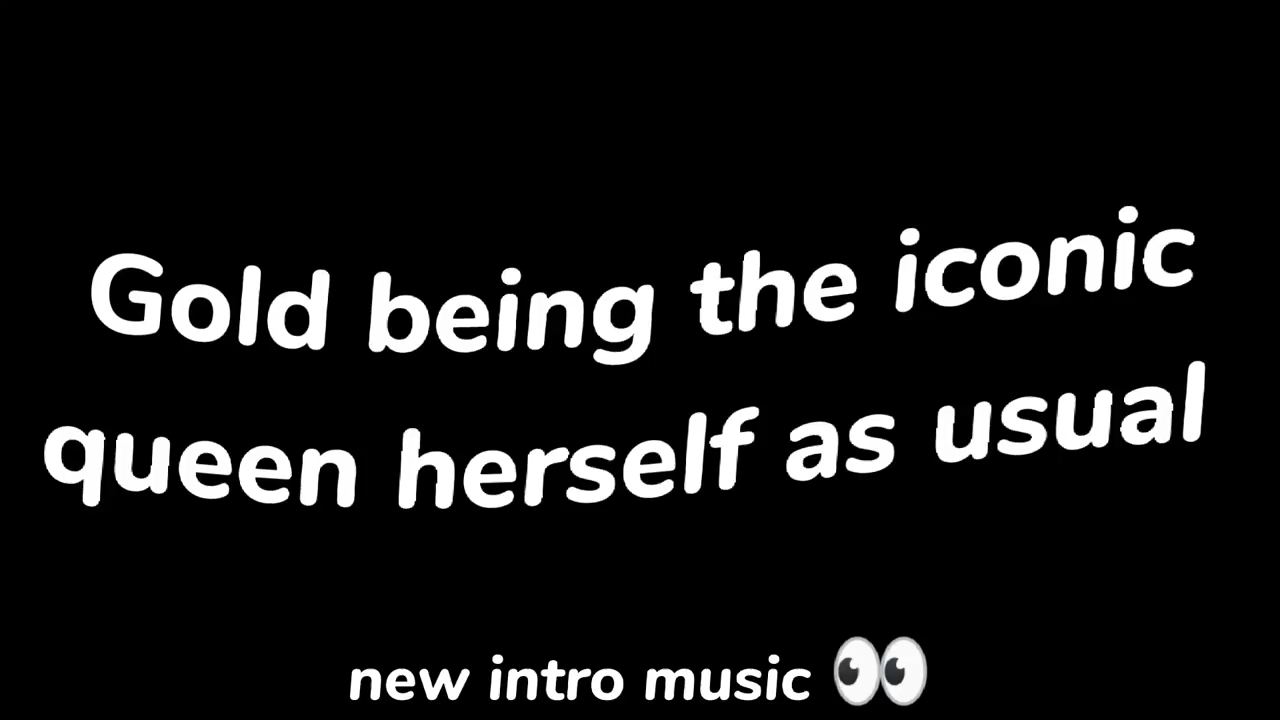 Gold being the iconic
queen herself as usual
new intro music 👀